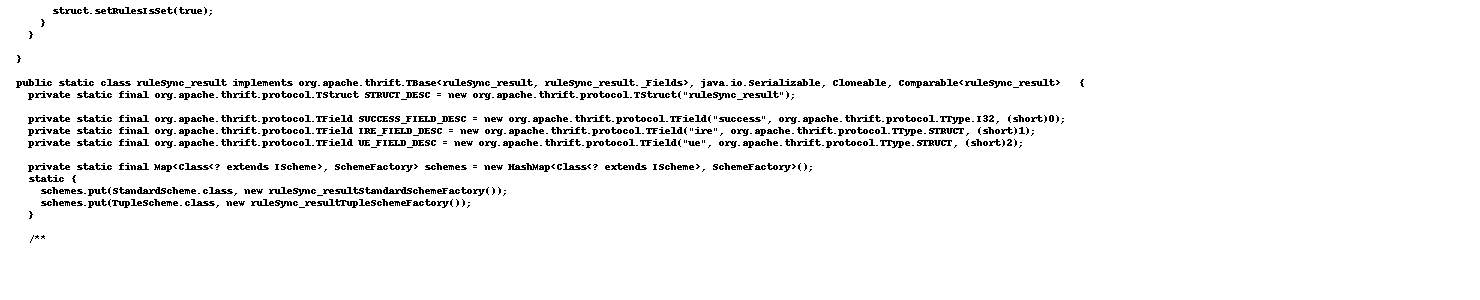 struct.setRulesIsSet(true);
}
}
}
public static class ruleSync_result implements org.apache.thrift.TBase<ruleSync_result, ruleSync_result._Fields>, java.io.Serializable, Cloneable, Comparable<ruleSync_result>   {
private static final org.apache.thrift.protocol.TStruct STRUCT_DESC = new org.apache.thrift.protocol.TStruct("ruleSync_result");
private static final org.apache.thrift.protocol.TField SUCCESS_FIELD_DESC = new org.apache.thrift.protocol.TField("success", org.apache.thrift.protocol.TType.I32, (short)0);
private static final org.apache.thrift.protocol.TField IRE_FIELD_DESC = new org.apache.thrift.protocol.TField("ire", org.apache.thrift.protocol.TType.STRUCT, (short)1);
private static final org.apache.thrift.protocol.TField UE_FIELD_DESC = new org.apache.thrift.protocol.TField("ue", org.apache.thrift.protocol.TType.STRUCT, (short)2);
private static final Map<Class<? extends IScheme>, SchemeFactory> schemes = new HashMap<Class<? extends IScheme>, SchemeFactory>();
static {
schemes.put(StandardScheme.class, new ruleSync_resultStandardSchemeFactory());
schemes.put(TupleScheme.class, new ruleSync_resultTupleSchemeFactory());
}
/**